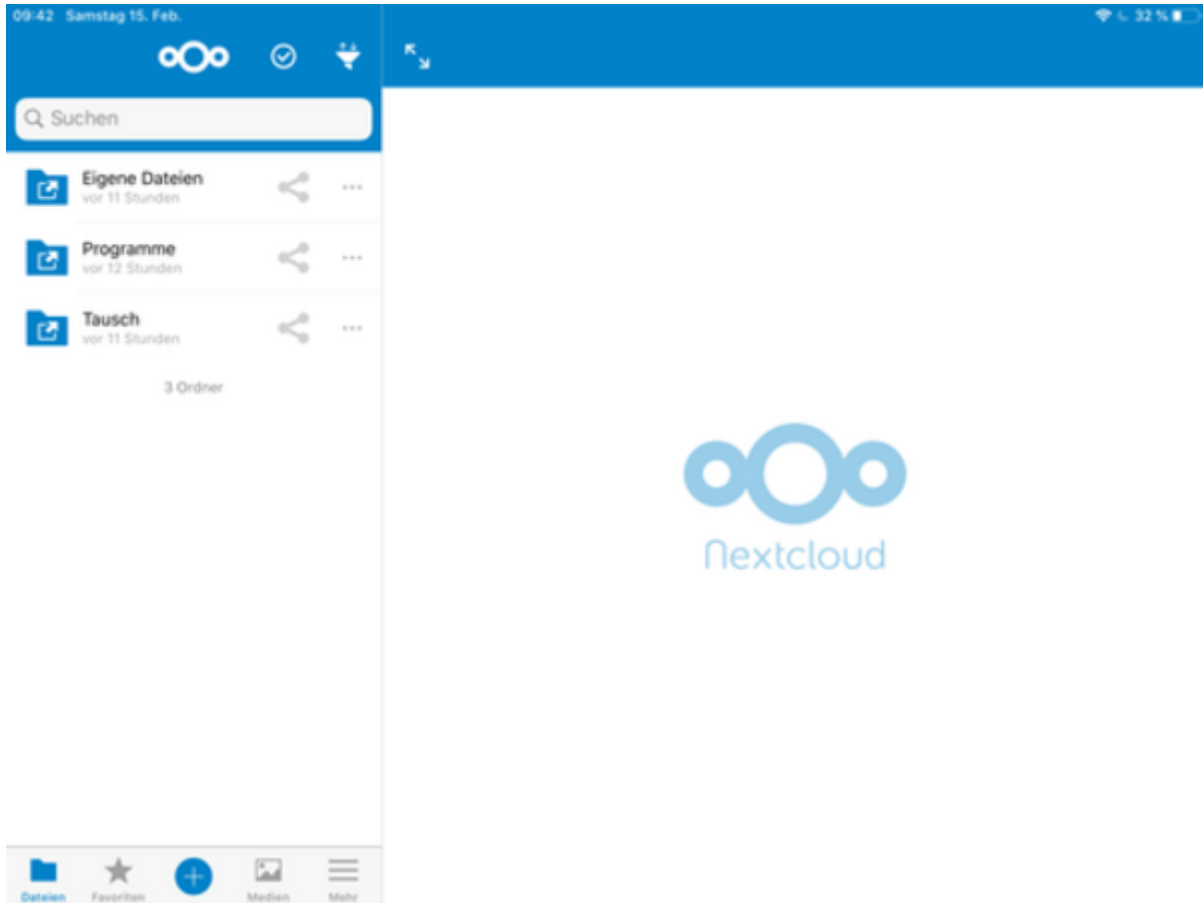 09:42 Samstag 15. Feb.
32 %
Suchen
Eigene Dateien
vor 11 Stunden
Programme
vor 12 Stunden
Tausch
vor 11 Stunden
3 Ordner
Nextcloud
Dateien Favoriten Medien Mehr